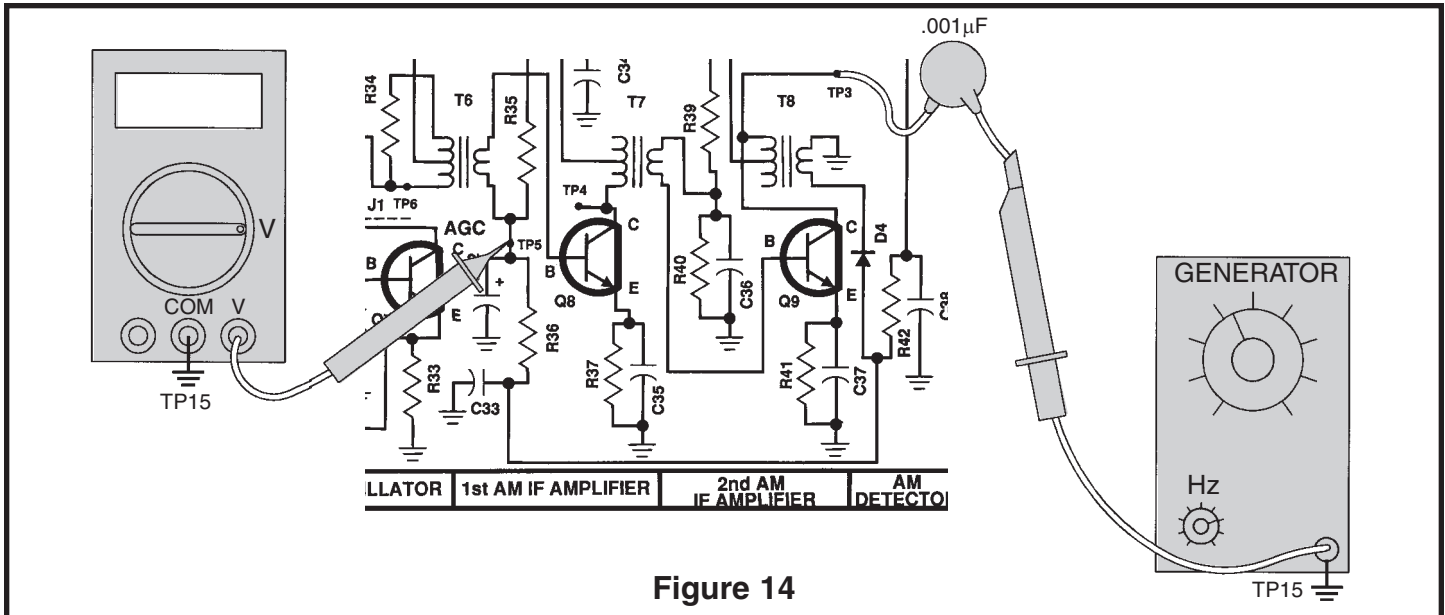 .001μF
T6
R35
T7
R39
T8
TP3
R34
J1 TP6
AGC
TP4
C
TP5
B
Q8
C
E
R40
C36
B
Q9
C
E
D4
R42
C38
V
COM V
TP15
B
C
E
R33
C33
R36
R37
C35
R41
C37
GENERATOR
Hz
TP15
LLATOR
1st AM IF AMPLIFIER
2nd AM
IF AMPLIFIER
AM
DETECTO
Figure 14